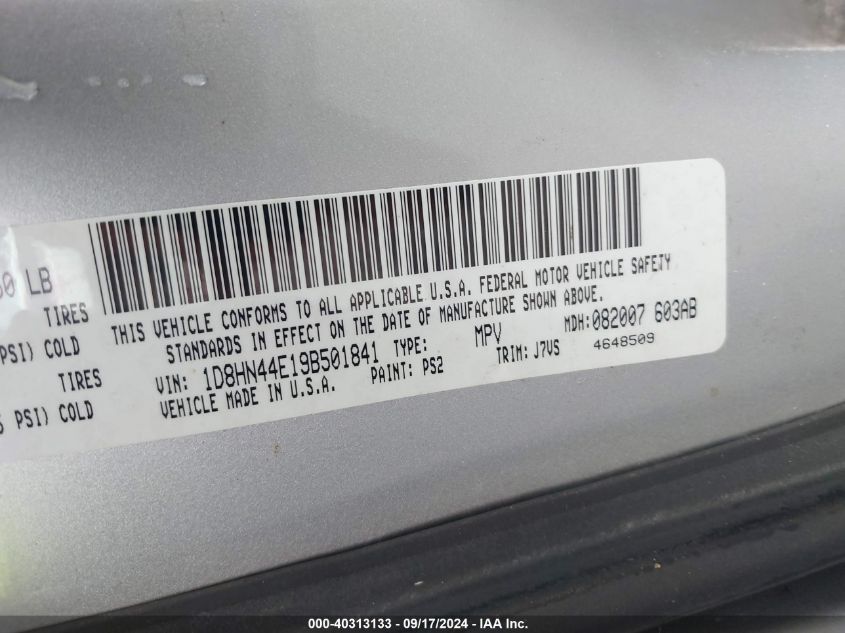 50 LB
TIRES
PSI) COLD
TIRES
PSI) COLD
THIS VEHICLE CONFORMS TO ALL APPLICABLE U.S.A. FEDERAL MOTOR VEHICLE SAFETY
STANDARDS IN EFFECT ON THE DATE OF MANUFACTURE SHOWN ABOVE.
VIN: 1D8HN44E19B501841 TYPE: MPV MDH:082007 603AB
VEHICLE MADE IN U.S.A. PAINT: PS2 TRIM: J7VS 4648509
000-40313133 - 09/17/2024 - IAA Inc.